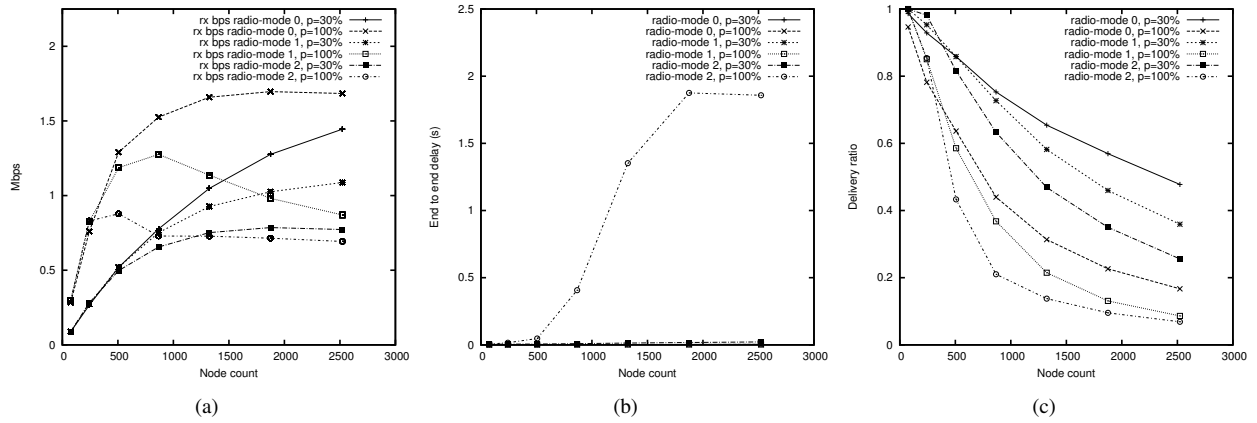 2.5
2
1.5
1
0.5
0
0 500 1000 1500 2000 2500 3000
Mbps
Node count
rx bps radio-mode 0, p=30%
rx bps radio-mode 0, p=100%
rx bps radio-mode 1, p=30%
rx bps radio-mode 1, p=100%
rx bps radio-mode 2, p=30%
rx bps radio-mode 2, p=100%
(a)
2.5
2
1.5
1
0.5
0
0 500 1000 1500 2000 2500 3000
End to end delay (s)
Node count
radio-mode 0, p=30%
radio-mode 0, p=100%
radio-mode 1, p=30%
radio-mode 1, p=100%
radio-mode 2, p=30%
radio-mode 2, p=100%
(b)
1
0.8
0.6
0.4
0.2
0
0 500 1000 1500 2000 2500 3000
Delivery ratio
Node count
radio-mode 0, p=30%
radio-mode 0, p=100%
radio-mode 1, p=30%
radio-mode 1, p=100%
radio-mode 2, p=30%
radio-mode 2, p=100%
(c)